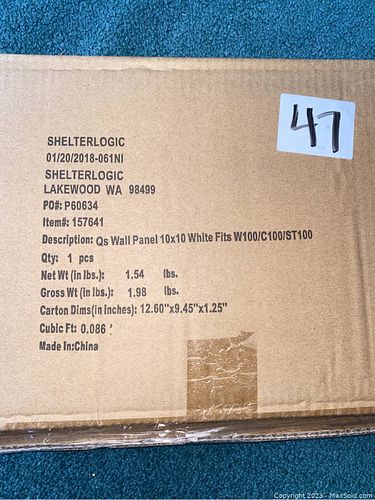 47
SHELTERLOGIC
01/20/2018-061NI
SHELTERLOGIC
LAKEWOOD WA 98499
PO#: P60634
Item#: 157641
Description: Qs Wall Panel 10x10 White Fits W100/C100/ST100
Qty: 1 pcs
Net Wt (in lbs.): 1.54 lbs.
Gross Wt (in lbs.): 1.98 lbs.
Carton Dims(in Inches): 12.60"x9.45"x1.25"
Cubic Ft: 0.086 '
Made In:China
Copyright 2023 - MaxSold.com